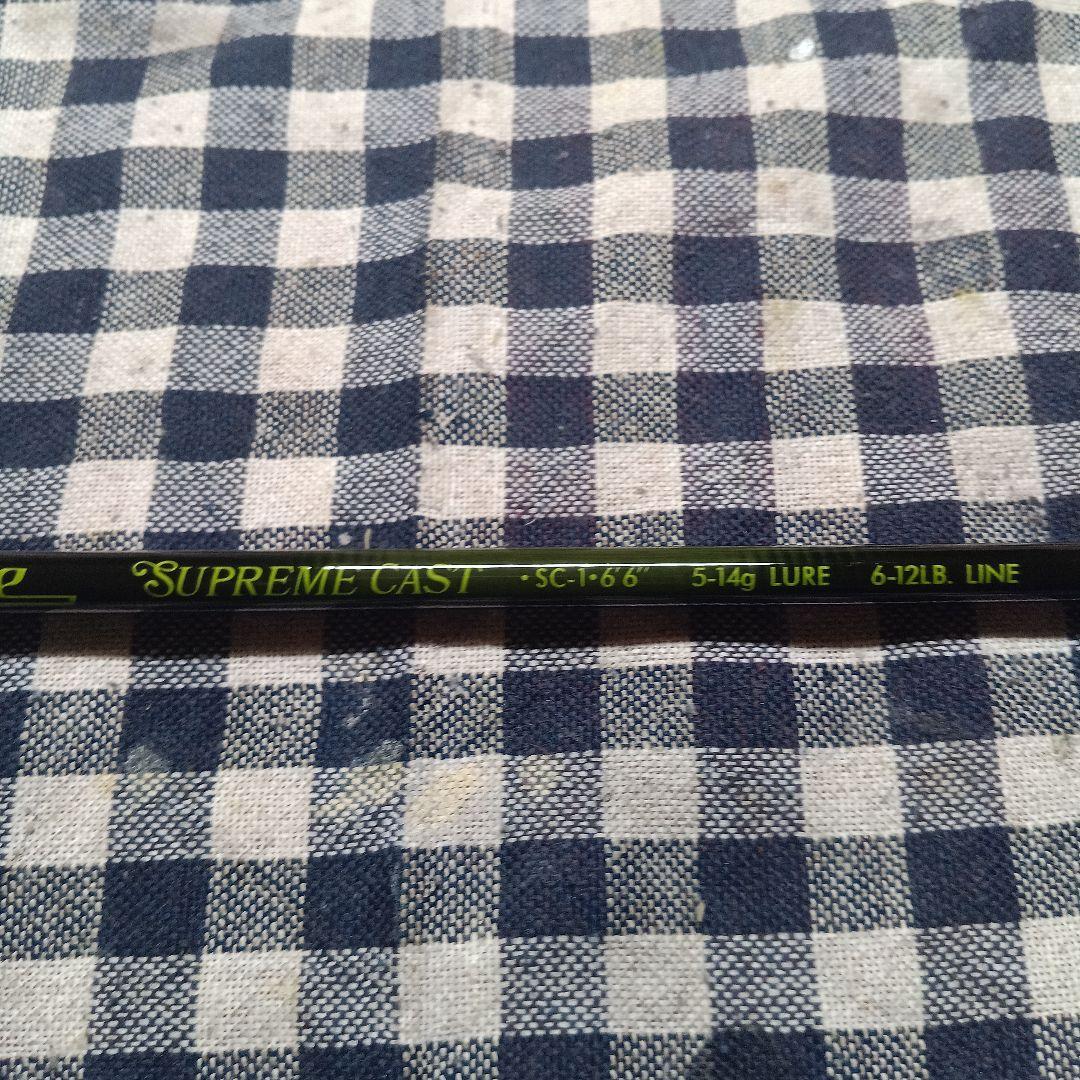 SUPREME CAST • SC-1•6'6" 5-14g LURE 6-12LB. LINE